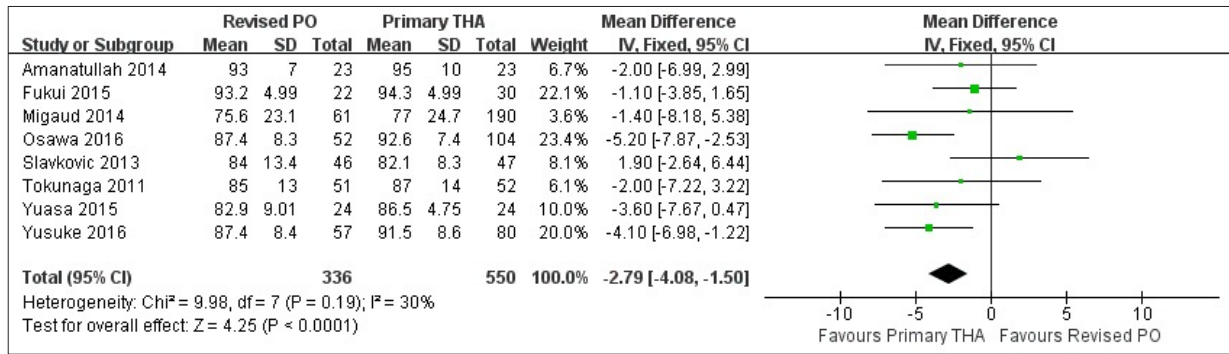 Revised PO Primary THA Mean Difference Mean Difference
Study or Subgroup Mean SD Total Mean SD Total Weight IV, Fixed, 95% CI IV, Fixed, 95% CI
Amanatullah 2014 93 7 23 95 10 23 6.7% -2.00 [-6.99, 2.99]
Fukui 2015 93.2 4.99 22 94.3 4.99 30 22.1% -1.10 [-3.85, 1.65]
Migaud 2014 75.6 23.1 61 77 24.7 190 3.6% -1.40 [-8.18, 5.38]
Osawa 2016 87.4 8.3 52 92.6 7.4 104 23.4% -5.20 [-7.87, -2.53]
Slavkovic 2013 84 13.4 46 82.1 8.3 47 8.1% 1.90 [-2.64, 6.44]
Tokunaga 2011 85 13 51 87 14 52 6.1% -2.00 [-7.22, 3.22]
Yuasa 2015 82.9 9.01 24 86.5 4.75 24 10.0% -3.60 [-7.67, 0.47]
Yusuke 2016 87.4 8.4 57 91.5 8.6 80 20.0% -4.10 [-6.98, -1.22]
Total (95% CI) 336 550 100.0% -2.79 [-4.08, -1.50]
Heterogeneity: Chi² = 9.98, df = 7 (P = 0.19); I² = 30%
Test for overall effect: Z = 4.25 (P < 0.0001)
-10 -5 0 5 10
Favours Primary THA Favours Revised PO